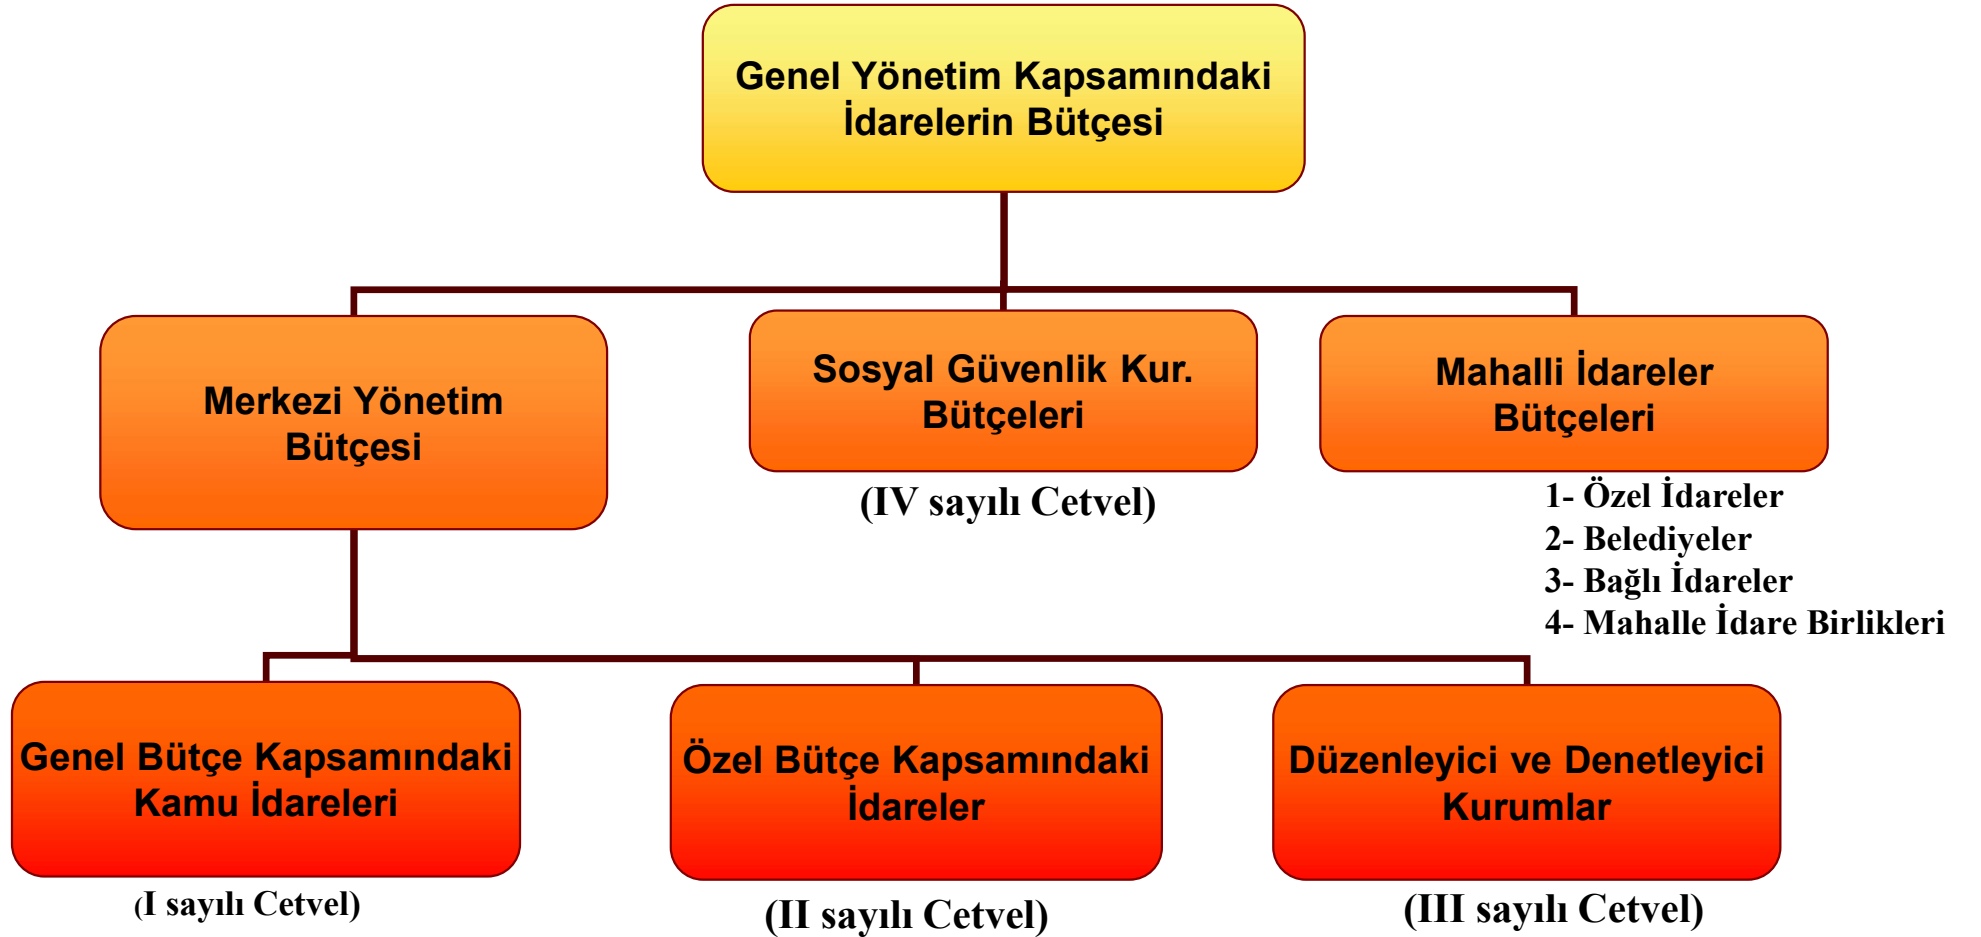 Genel Yönetim Kapsamındaki
İdarelerin Bütçesi
Merkezi Yönetim
Bütçesi
Sosyal Güvenlik Kur.
Bütçeleri
(IV sayılı Cetvel)
Mahalli İdareler
Bütçeleri
1- Özel İdareler
2- Belediyeler
3- Bağlı İdareler
4- Mahalle İdare Birlikleri
Genel Bütçe Kapsamındaki
Kamu İdareleri
(I sayılı Cetvel)
Özel Bütçe Kapsamındaki
İdareler
(II sayılı Cetvel)
Düzenleyici ve Denetleyici
Kurumlar
(III sayılı Cetvel)